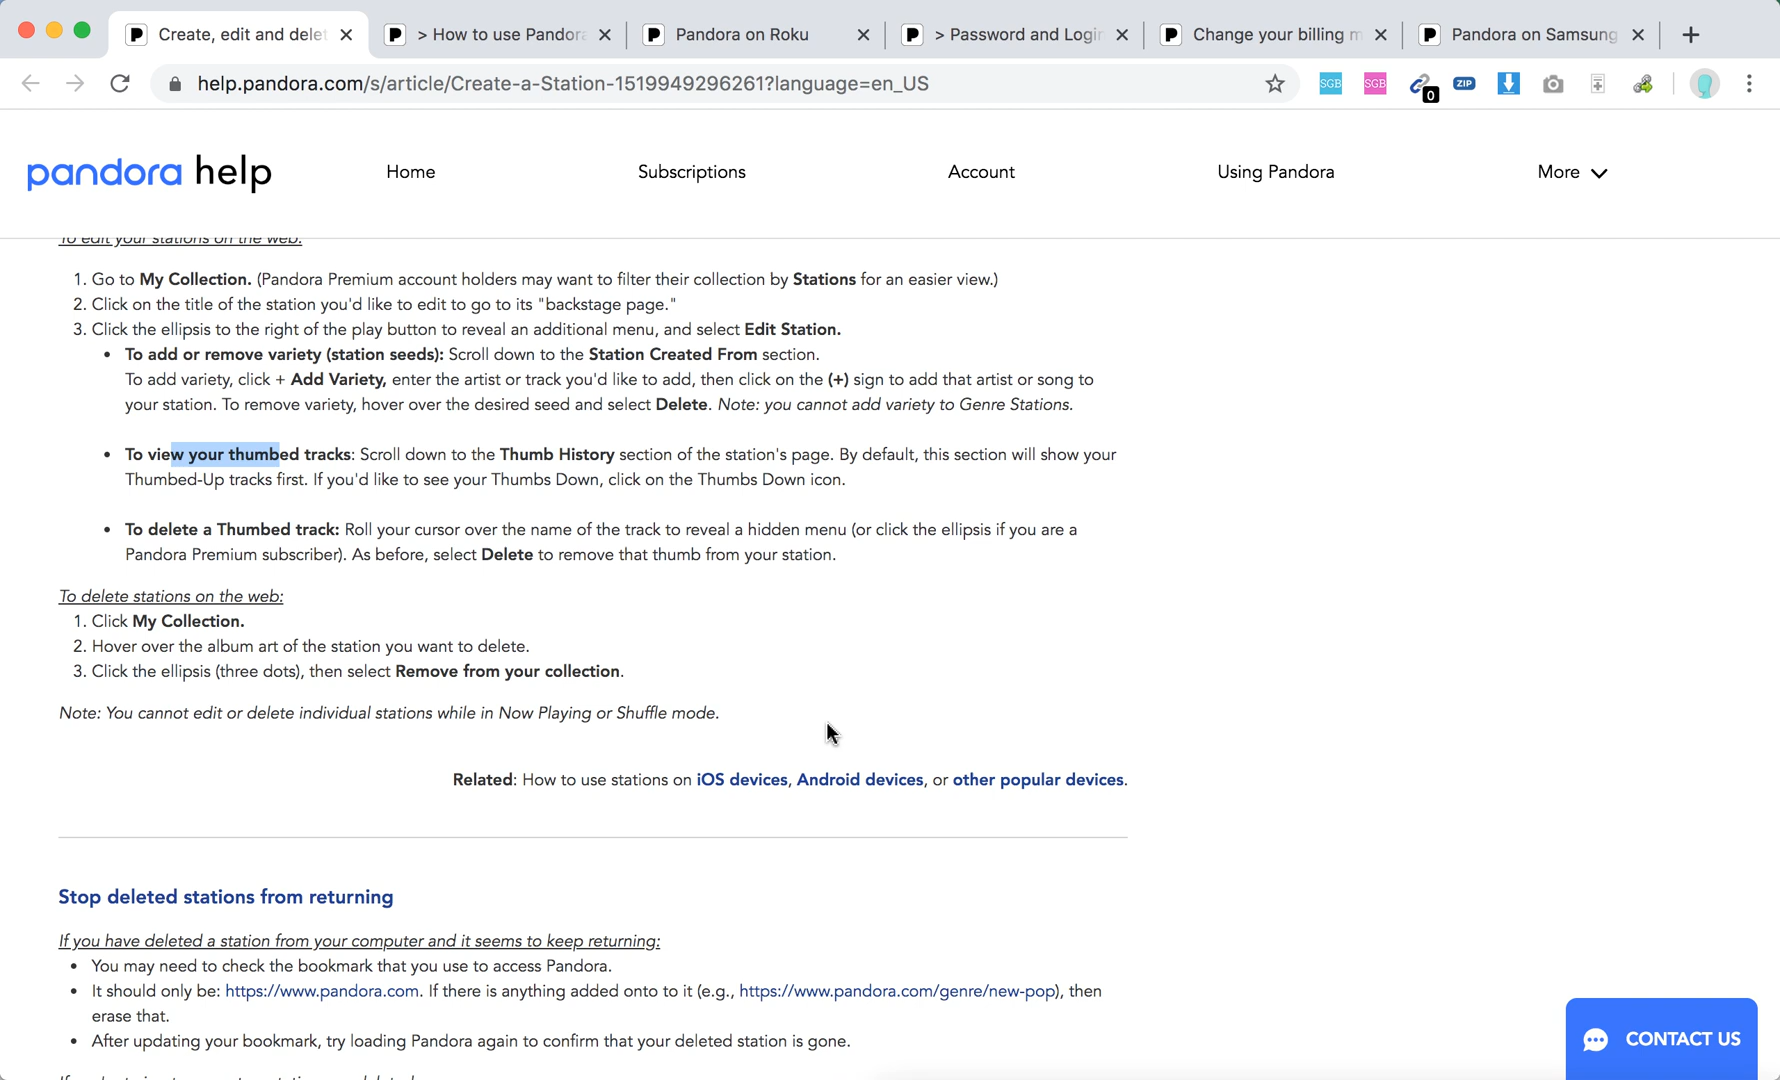 Create, edit and delet
> How to use Pandora
Pandora on Roku
> Password and Logi
Change your billing m
Pandora on Samsung
help.pandora.com/s/article/Create-a-Station-1519949296261?language=en_US
SGB
SGB
0
ZIP
pandora help
Home
Subscriptions
Account
Using Pandora
More
To edit your stations on the web:
1. Go to My Collection. (Pandora Premium account holders may want to filter their collection by Stations for an easier view.)
2. Click on the title of the station you'd like to edit to go to its "backstage page."
3. Click the ellipsis to the right of the play button to reveal an additional menu, and select Edit Station.
• To add or remove variety (station seeds): Scroll down to the Station Created From section.
To add variety, click + Add Variety, enter the artist or track you'd like to add, then click on the (+) sign to add that artist or song to
your station. To remove variety, hover over the desired seed and select Delete. Note: you cannot add variety to Genre Stations.
• To view your thumbed tracks: Scroll down to the Thumb History section of the station's page. By default, this section will show your
Thumbed-Up tracks first. If you'd like to see your Thumbs Down, click on the Thumbs Down icon.
• To delete a Thumbed track: Roll your cursor over the name of the track to reveal a hidden menu (or click the ellipsis if you are a
Pandora Premium subscriber). As before, select Delete to remove that thumb from your station.
To delete stations on the web:
1. Click My Collection.
2. Hover over the album art of the station you want to delete.
3. Click the ellipsis (three dots), then select Remove from your collection.
Note: You cannot edit or delete individual stations while in Now Playing or Shuffle mode.
Related: How to use stations on iOS devices, Android devices, or other popular devices.
Stop deleted stations from returning
If you have deleted a station from your computer and it seems to keep returning:
• You may need to check the bookmark that you use to access Pandora.
• It should only be: https://www.pandora.com. If there is anything added onto to it (e.g., https://www.pandora.com/genre/new-pop), then
erase that.
• After updating your bookmark, try loading Pandora again to confirm that your deleted station is gone.
CONTACT US